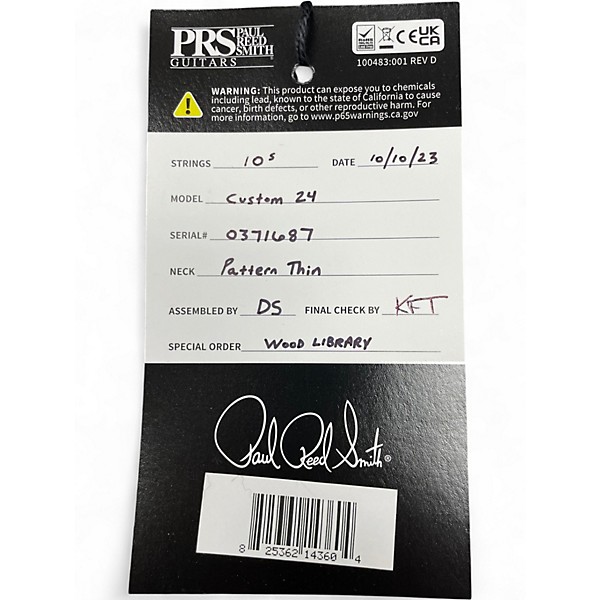 PRS PAUL REED SMITH
GUITARS
CE UKCA
100483:001 REV D
WARNING: This product can expose you to chemicals
including lead, known to the state of California to cause
cancer, birth defects, or other reproductive harm. For
more information, go to www.p65warnings.ca.gov
STRINGS 10s DATE 10/10/23
MODEL Custom 24
SERIAL# 0371687
NECK Pattern Thin
ASSEMBLED BY DS FINAL CHECK BY KFT
SPECIAL ORDER WOOD LIBRARY
Paul Reed Smith®
8 25362 14360 4